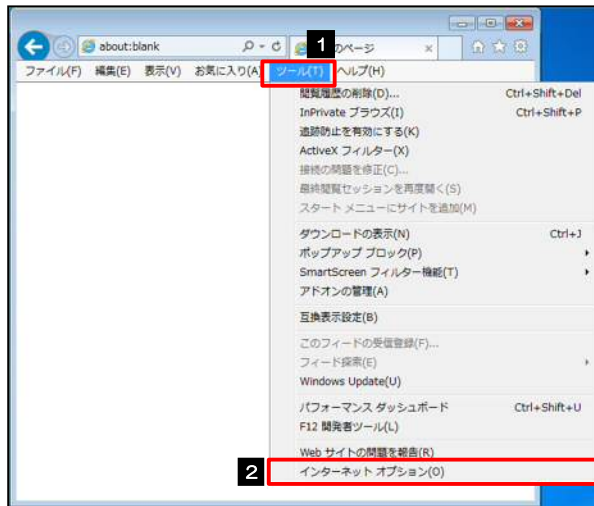 about:blank
1
のページ
ファイル(F) 編集(E) 表示(V) お気に入り(A) ツール(T) ヘルプ(H)
閲覧履歴の削除(D)... Ctrl+Shift+Del
InPrivate ブラウズ(I) Ctrl+Shift+P
追跡防止を有効にする(K)
ActiveX フィルター(X)
接続の問題を修正(C)...
最終閲覧セッションを再度開く(S)
スタート メニューにサイトを追加(M)
ダウンロードの表示(N) Ctrl+J
ポップアップ ブロック(P)
SmartScreen フィルター機能(T)
アドオンの管理(A)
互換表示設定(B)
このフィードの受信登録(F)...
フィード探索(E)
Windows Update(U)
パフォーマンス ダッシュボード Ctrl+Shift+U
F12 開発者ツール(L)
Web サイトの問題を報告(R)
2 インターネット オプション(O)